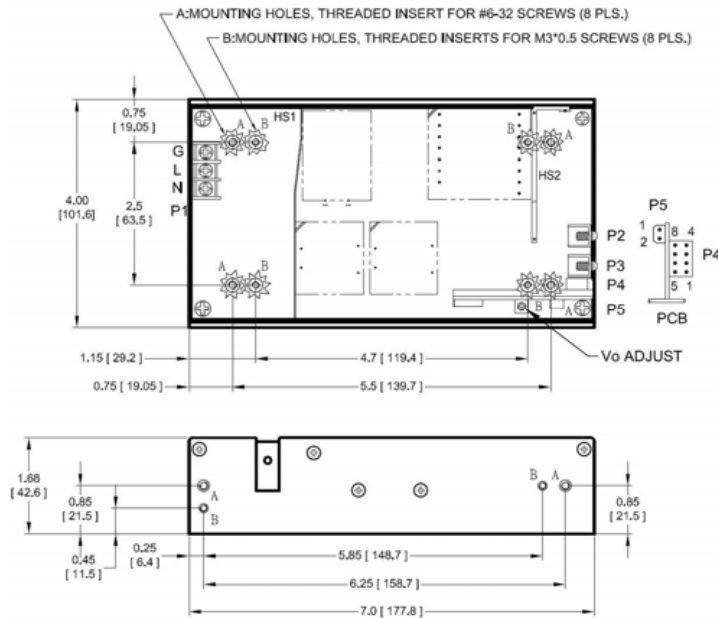 A:MOUNTING HOLES, THREADED INSERT FOR #6-32 SCREWS (8 PLS.)
B:MOUNTING HOLES, THREADED INSERTS FOR M3*0.5 SCREWS (8 PLS.)
0.75
[ 19.05]
4.00
[101.6]
2.5
[ 63.5]
G
L
N
P1
A
B
HS1
B
A
HS2
P2
P3
P4
P5
A
B
B
A
P5
1
2
8 4
5 1
P4
PCB
Vo ADJUST
1.15 [ 29.2]
4.7 [ 119.4]
0.75 [ 19.05]
5.5 [ 139.7]
1.68
[ 42.6]
0.85
[ 21.5]
0.45
[ 11.5]
0.25
[ 6.4]
A
B
B
A
0.85
[ 21.5]
5.85 [ 148.7]
6.25 [ 158.7]
7.0 [ 177.8]